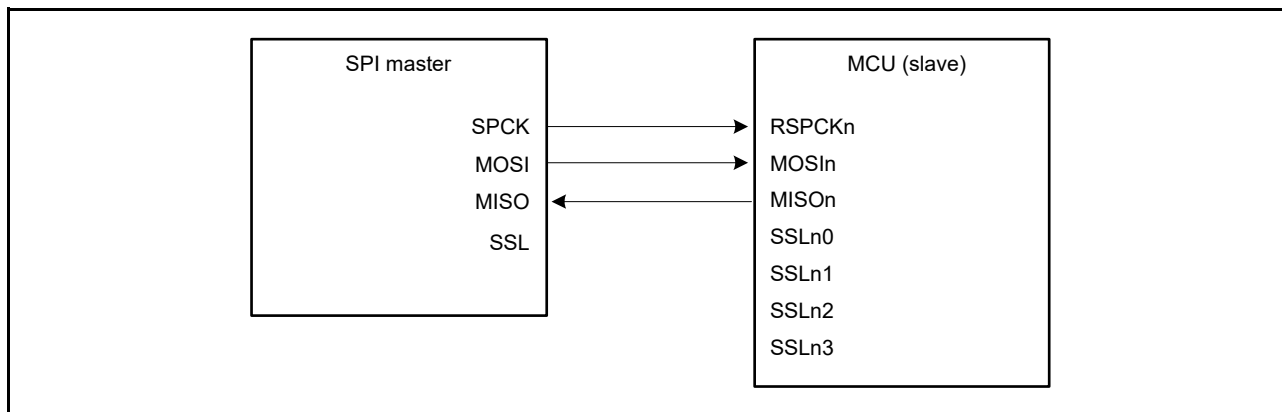 SPI master
SPCK
MOSI
MISO
SSL
MCU (slave)
RSPCKn
MOSIn
MISOn
SSLn0
SSLn1
SSLn2
SSLn3